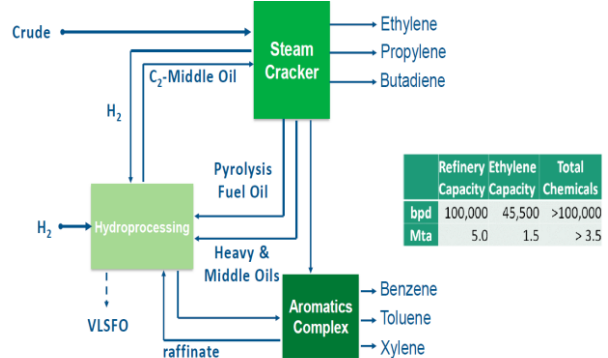 Crude
Steam
Cracker
Ethylene
Propylene
Butadiene
C₂-Middle Oil
H₂
Pyrolysis
Fuel Oil
Hydroprocessing
H₂
Heavy &
Middle Oils
VLSFO
raffinate
Aromatics
Complex
Benzene
Toluene
Xylene
Refinery Ethylene Total
Capacity Capacity Chemicals
bpd 100,000 45,500 >100,000
Mta 5.0 1.5 > 3.5